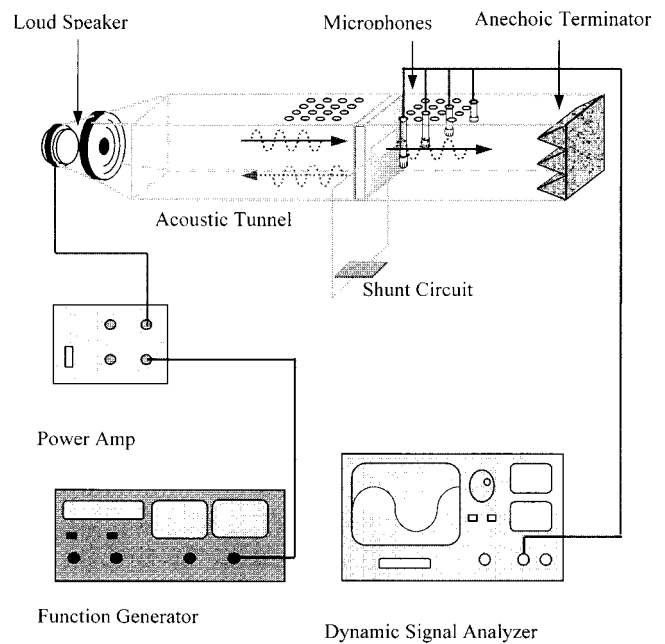 Loud Speaker
Microphones
Anechoic Terminator
Acoustic Tunnel
Shunt Circuit
Power Amp
Function Generator
Dynamic Signal Analyzer